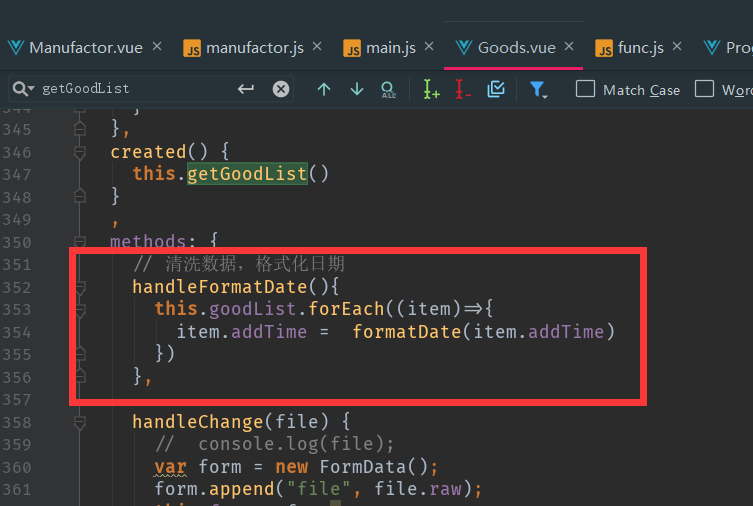 Manufactor.vue × manufactor.js × main.js × Goods.vue × func.js × Pro
getGoodList Match Case Wor
344 }
345 },
346 created() {
347 this.getGoodList()
348 }
349 ,
350 methods: {
351 // 清洗数据，格式化日期
352 handleFormatDate(){
353 this.goodList.forEach((item)=>{
354 item.addTime =  formatDate(item.addTime)
355 })
356 },
357
358 handleChange(file) {
359 //  console.log(file);
360 var form = new FormData();
361 form.append("file", file.raw);